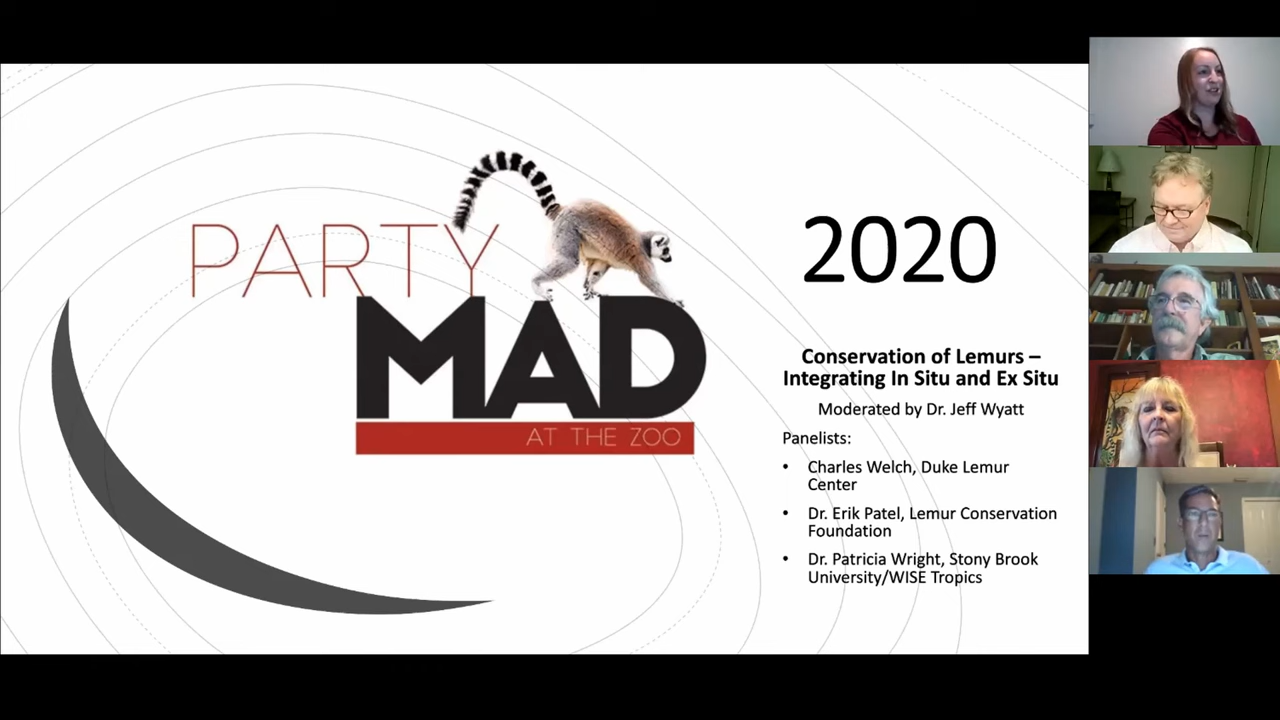 PARTY
MAD
AT THE ZOO
2020
Conservation of Lemurs –
Integrating In Situ and Ex Situ
Moderated by Dr. Jeff Wyatt
Panelists:
• Charles Welch, Duke Lemur
Center
• Dr. Erik Patel, Lemur Conservation
Foundation
• Dr. Patricia Wright, Stony Brook
University/WISE Tropics